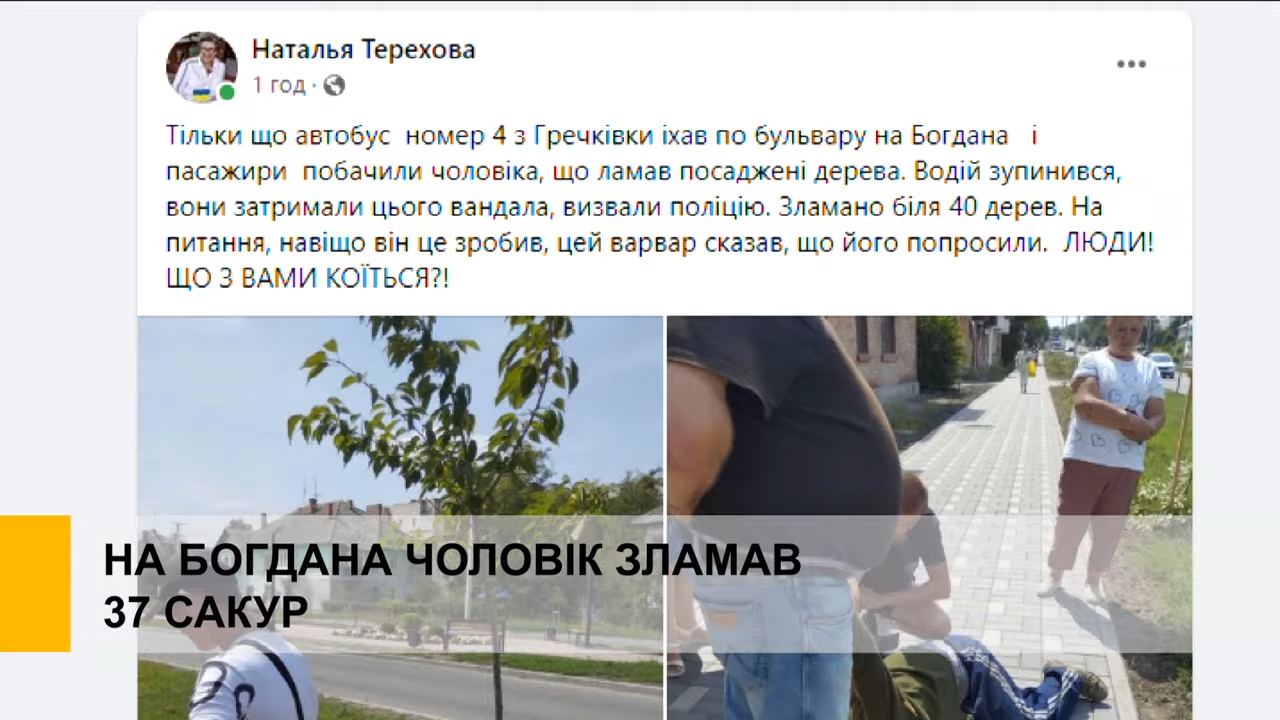 Наталья Терехова
1 год ·
Тільки що автобус номер 4 з Гречківки їхав по бульвару на Богдана і
пасажири побачили чоловіка, що ламав посаджені дерева. Водій зупинився,
вони затримали цього вандала, визвали поліцію. Зламано біля 40 дерев. На
питання, навіщо він це зробив, цей варвар сказав, що його попросили. ЛЮДИ!
ЩО З ВАМИ КОЇТЬСЯ?!
НА БОГДАНА ЧОЛОВІК ЗЛАМАВ
37 САКУР